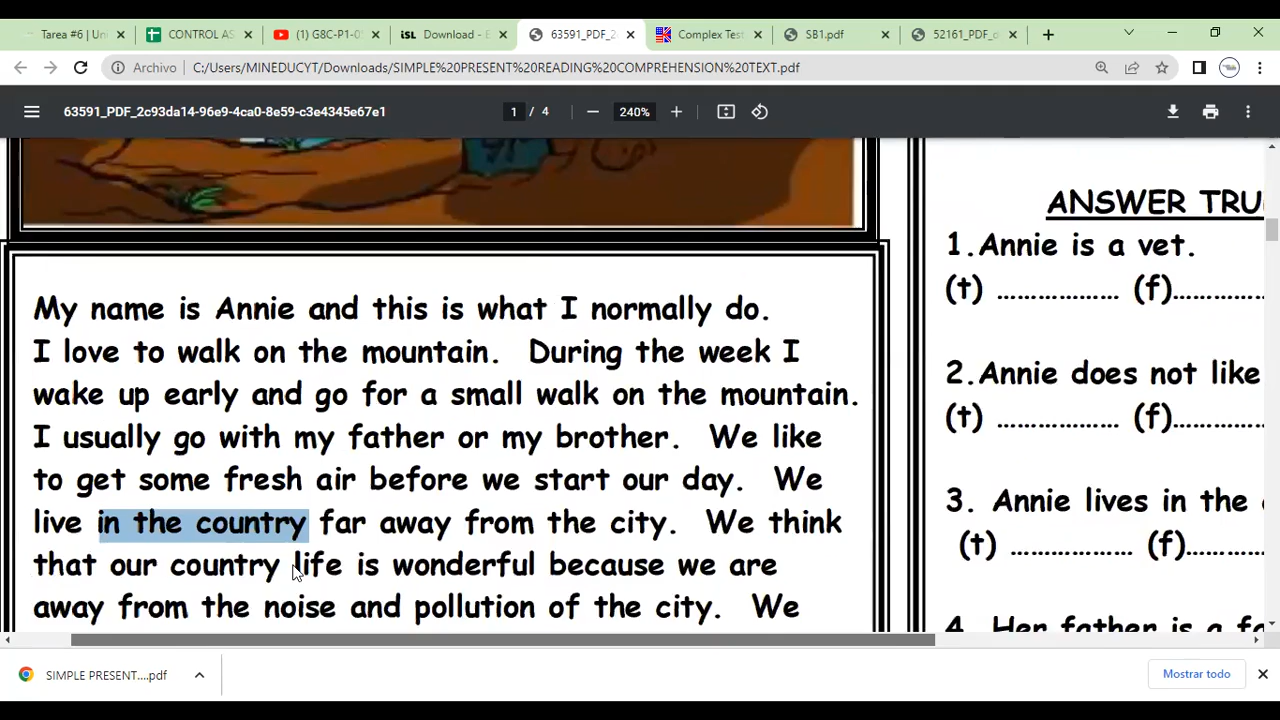 Tarea #6 | Un
CONTROL AS
(1) G8C-P1-0
iSL Download - E
63591_PDF_2
Complex Test
SB1.pdf
52161_PDF_
Archivo C:/Users/MINEDUCYT/Downloads/SIMPLE%20PRESENT%20READING%20COMPREHENSION%20TEXT.pdf
63591_PDF_2c93da14-96e9-4ca0-8e59-c3e4345e67e1
1 / 4
240%
My name is Annie and this is what I normally do.
I love to walk on the mountain. During the week I
wake up early and go for a small walk on the mountain.
I usually go with my father or my brother. We like
to get some fresh air before we start our day. We
live in the country far away from the city. We think
that our country life is wonderful because we are
away from the noise and pollution of the city. We
ANSWER TRU
1.Annie is a vet.
(t) .................. (f)..................
2.Annie does not like
(t) .................. (f)..................
3. Annie lives in the
(t) .................. (f)..................
4. Her father is a fa
SIMPLE PRESENT....pdf
Mostrar todo